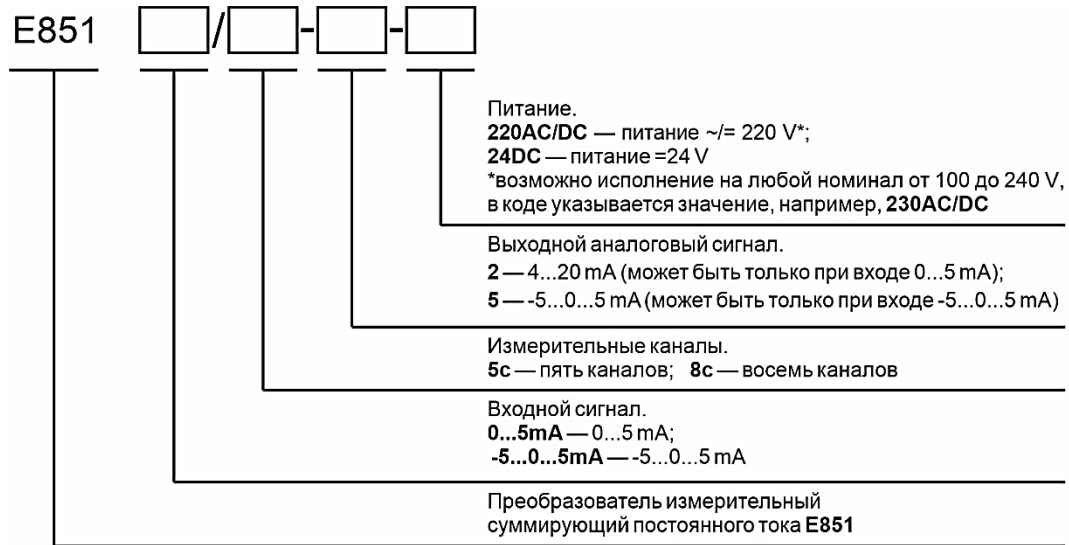 E851 / - -
Питание.
220AC/DC — питание ~/= 220 V*;
24DC — питание =24 V
*возможно исполнение на любой номинал от 100 до 240 V,
в коде указывается значение, например, 230AC/DC
Выходной аналоговый сигнал.
2 — 4...20 mA (может быть только при входе 0...5 mA);
5 — -5...0...5 mA (может быть только при входе -5...0...5 mA)
Измерительные каналы.
5c — пять каналов; 8c — восемь каналов
Входной сигнал.
0...5mA — 0...5 mA;
-5...0...5mA — -5...0...5 mA
Преобразователь измерительный
суммирующий постоянного тока E851